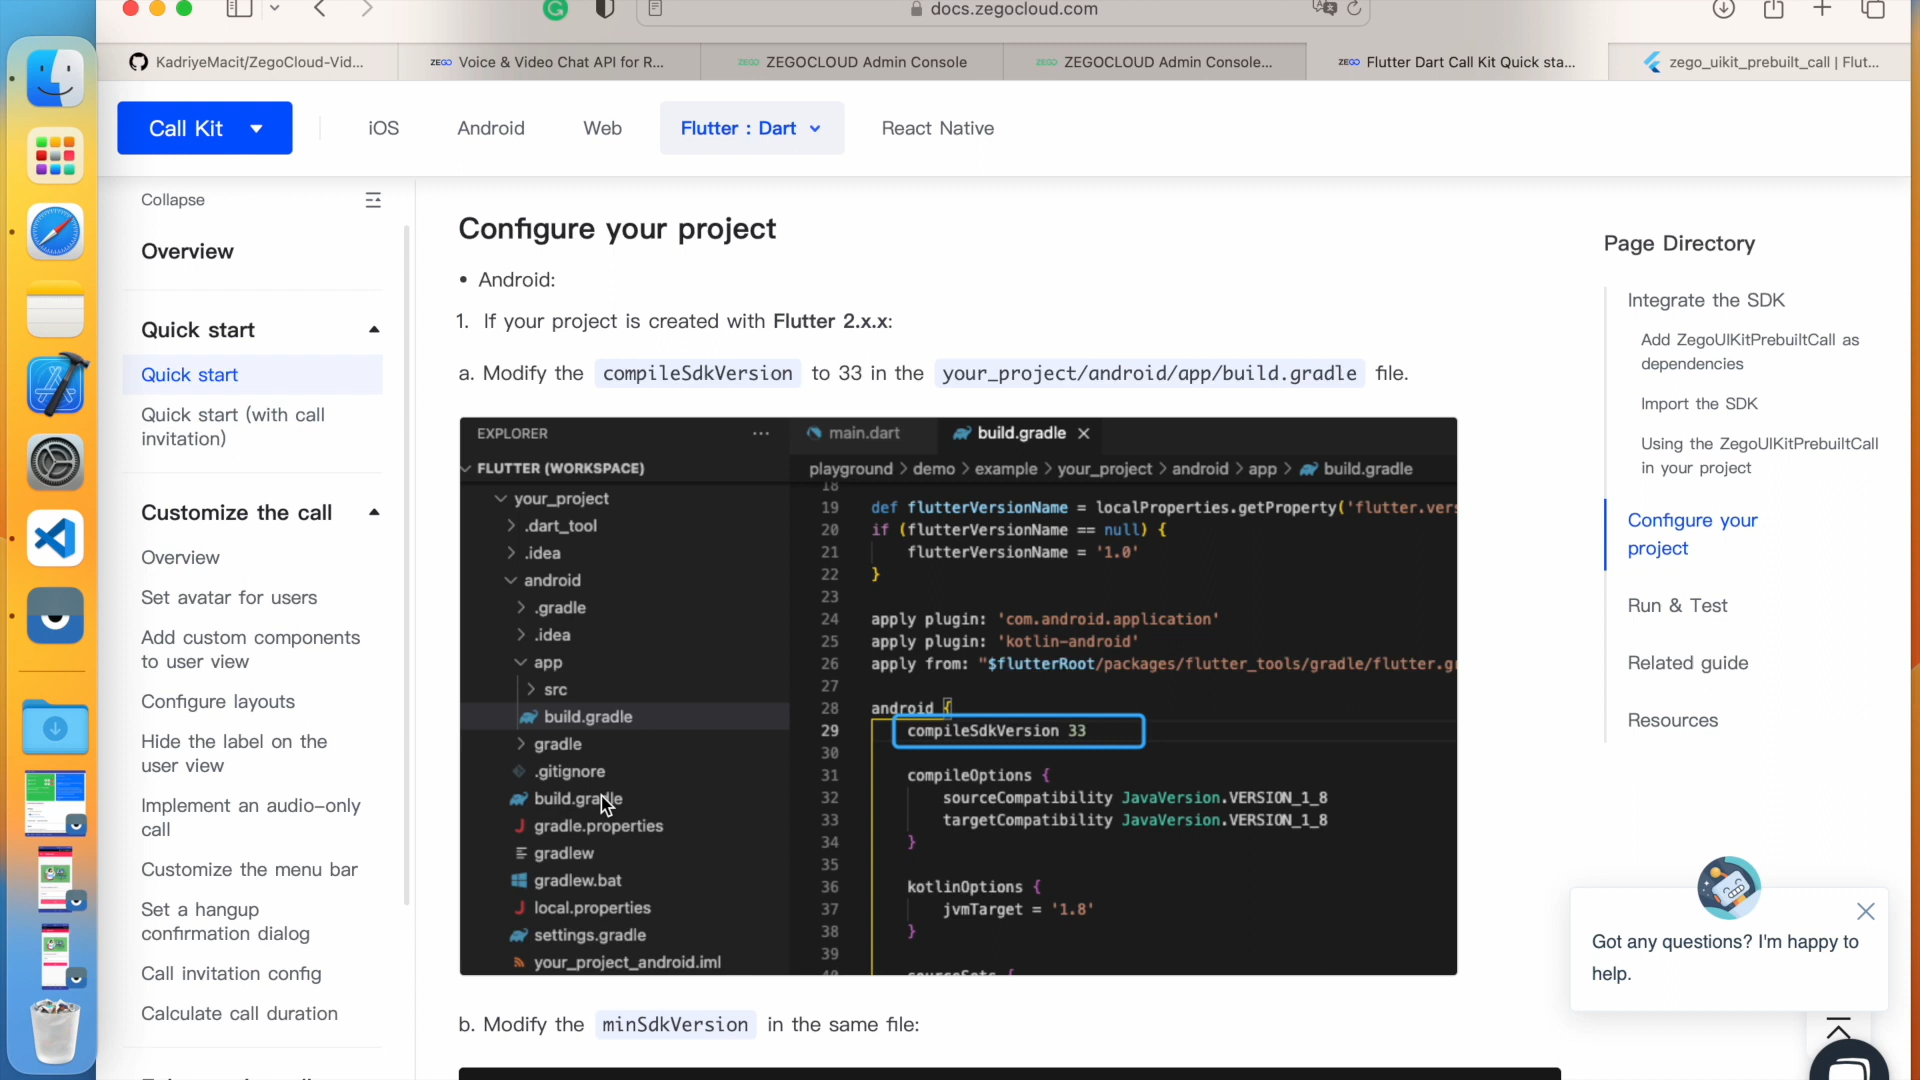 docs.zegocloud.com
KadriyeMacit/ZegoCloud-Vid...
ZEGO Voice & Video Chat API for R...
ZEGO ZEGOCLOUD Admin Console
ZEGO ZEGOCLOUD Admin Console...
ZEGO Flutter Dart Call Kit Quick sta...
zego_uikit_prebuilt_call | Flut...
Call Kit
iOS
Android
Web
Flutter : Dart
React Native
Collapse
Overview
Quick start
Quick start
Quick start (with call
invitation)
Customize the call
Overview
Set avatar for users
Add custom components
to user view
Configure layouts
Hide the label on the
user view
Implement an audio-only
call
Customize the menu bar
Set a hangup
confirmation dialog
Call invitation config
Calculate call duration
Configure your project
• Android:
1. If your project is created with Flutter 2.x.x:
a. Modify the compileSdkVersion to 33 in the your_project/android/app/build.gradle file.
EXPLORER ...
FLUTTER (WORKSPACE)
your_project
.dart_tool
.idea
android
.gradle
.idea
app
src
build.gradle
gradle
.gitignore
build.gradle
gradle.properties
gradlew
gradlew.bat
local.properties
settings.gradle
your_project_android.iml
main.dart
build.gradle
playground > demo > example > your_project > android > app > build.gradle
18
19 def flutterVersionName = localProperties.getProperty('flutter.vers
20 if (flutterVersionName == null) {
21 flutterVersionName = '1.0'
22 }
23
24 apply plugin: 'com.android.application'
25 apply plugin: 'kotlin-android'
26 apply from: "$flutterRoot/packages/flutter_tools/gradle/flutter.gr
27
28 android {
29 compileSdkVersion 33
30
31 compileOptions {
32 sourceCompatibility JavaVersion.VERSION_1_8
33 targetCompatibility JavaVersion.VERSION_1_8
34 }
35
36 kotlinOptions {
37 jvmTarget = '1.8'
38 }
39
40 sourceSets {
b. Modify the minSdkVersion in the same file:
Page Directory
Integrate the SDK
Add ZegoUIKitPrebuiltCall as
dependencies
Import the SDK
Using the ZegoUIKitPrebuiltCall
in your project
Configure your
project
Run & Test
Related guide
Resources
Got any questions? I'm happy to
help.